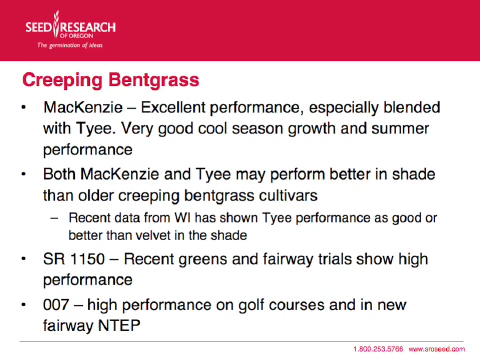 SEED RESEARCH
OF OREGON
The germination of ideas
Creeping Bentgrass
• MacKenzie – Excellent performance, especially blended
with Tyee. Very good cool season growth and summer
performance
• Both MacKenzie and Tyee may perform better in shade
than older creeping bentgrass cultivars
– Recent data from WI has shown Tyee performance as good or
better than velvet in the shade
• SR 1150 – Recent greens and fairway trials show high
performance
• 007 – high performance on golf courses and in new
fairway NTEP
1.800.253.5766 www.sroseed.com